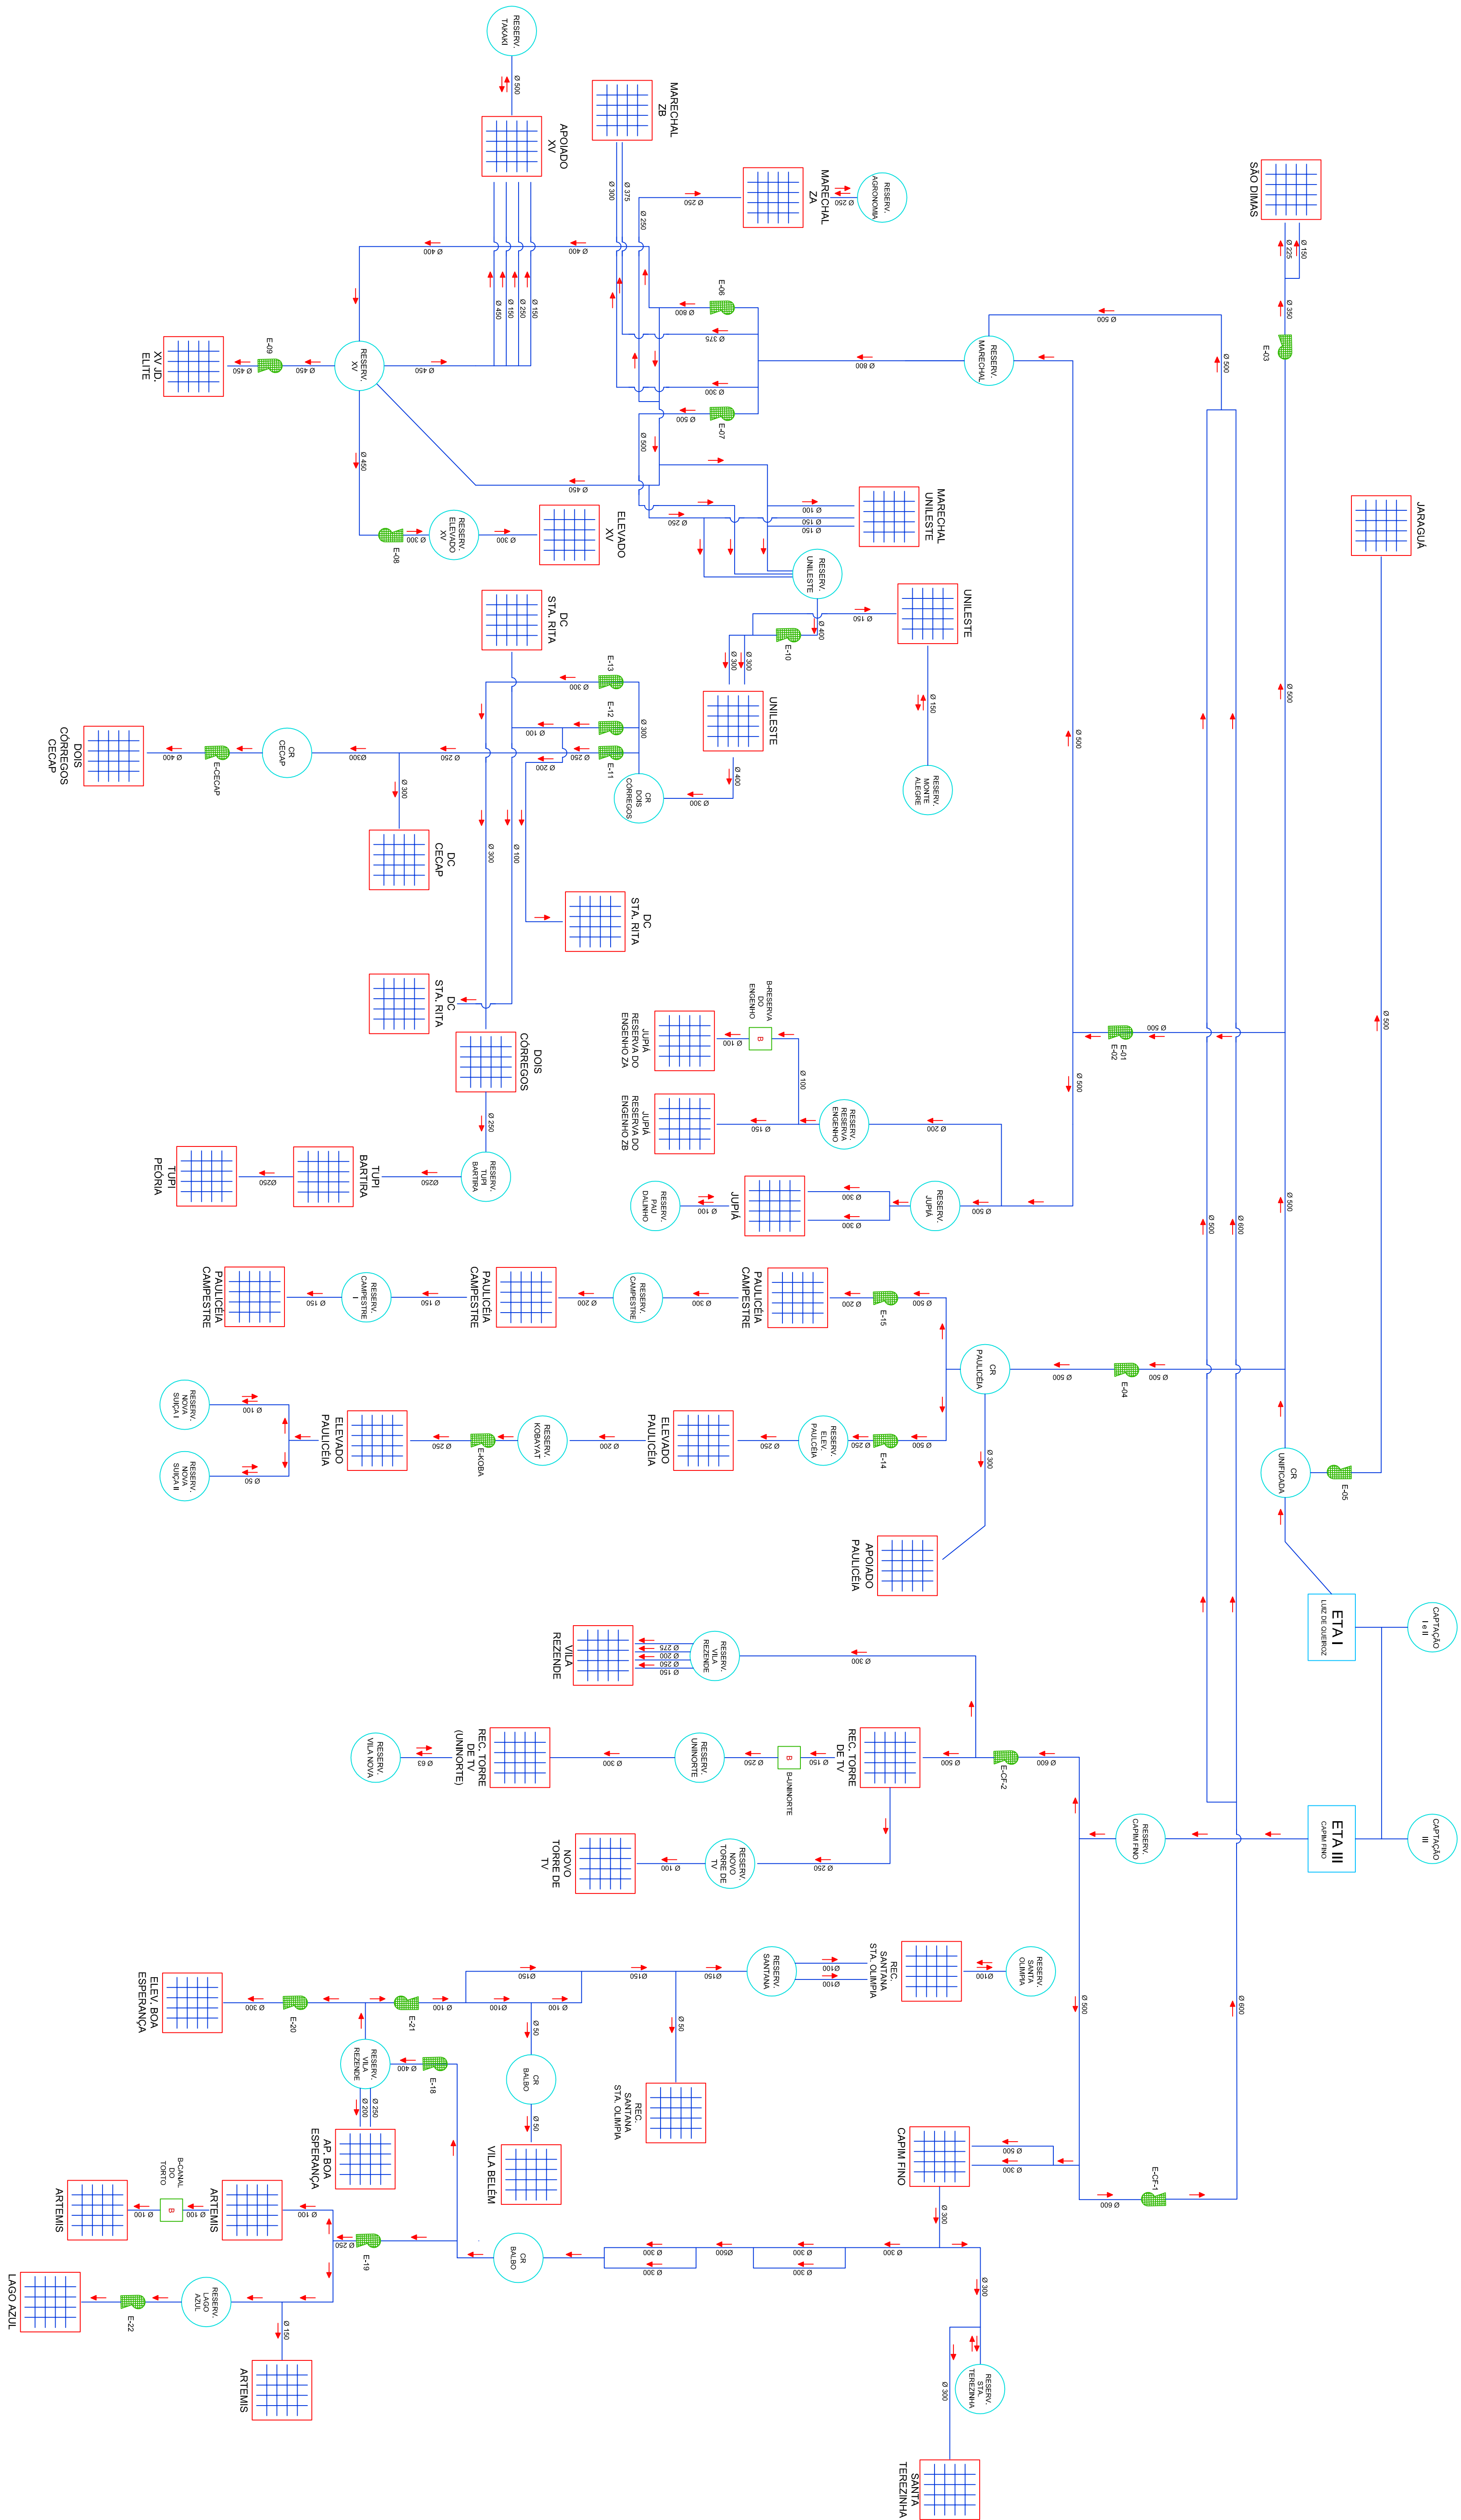 CAPTAÇÃO
I e II
CAPTAÇÃO
III
ETA I
LUIZ DE QUEIROZ
ETA III
CAPIM FINO
JARAGUÁ
Ø 500
E-05
CR
UNIFICADA
SÃO DIMAS
Ø 150
Ø 225
Ø 350
E-03
Ø 500
Ø 500
Ø 600
Ø 500
Ø 600
Ø 500
Ø 500
Ø 500
E-01
E-02
Ø 500
Ø 500
Ø 500
E-04
Ø 500
RESERV.
CAPIM FINO
Ø 600
Ø 500
E-CF-1
Ø 600
E-CF-2
Ø 500
RESERV.
AGRONOMIA
Ø 250
MARECHAL
ZA
Ø 250
MARECHAL
ZB
Ø 375
Ø 300
Ø 250
RESERV.
TAKAKI
Ø 500
APOIADO
XV
Ø 400
Ø 400
E-06
Ø 800
Ø 375
Ø 300
E-07
Ø 500
Ø 500
RESERV.
MARECHAL
Ø 800
Ø 150
Ø 250
Ø 150
Ø 450
RESERV.
XV
Ø 450
Ø 450
E-09
Ø 450
XV JD.
ELITE
Ø 450
Ø 450
E-08
Ø 300
RESERV.
ELEVADO
XV
Ø 300
ELEVADO
XV
MARECHAL
UNILESTE
Ø 100
Ø 150
Ø 150
Ø 250
RESERV.
UNILESTE
Ø 400
E-10
Ø 150
UNILESTE
Ø 150
RESERV.
MONTE
ALEGRE
Ø 300
Ø 300
UNILESTE
Ø 400
Ø 300
CR
DOIS
CÓRREGOS
Ø 300
E-13
Ø 300
E-12
Ø 100
E-11
Ø 250
Ø 200
DC
STA. RITA
Ø 250
Ø300
CR
CECAP
E-CECAP
Ø 400
DOIS
CÓRREGOS
CECAP
Ø 300
DC
CECAP
Ø 300
Ø 100
DC
STA. RITA
DC
STA. RITA
DOIS
CÓRREGOS
Ø 250
RESERV.
TUPI
BARTIRA
Ø250
TUPI
BARTIRA
Ø250
TUPI
PEÓRIA
Ø 200
RESERV.
RESERVA
ENGENHO
Ø 150
Ø 100
B-RESERVA
DO
ENGENHO
B
Ø 100
JUPIÁ
RESERVA DO
ENGENHO ZA
JUPIÁ
RESERVA DO
ENGENHO ZB
Ø 500
RESERV.
JUPIÁ
Ø 300
Ø 300
JUPIÁ
Ø 100
RESERV.
PAU
DALINHO
CR
PAULICÉIA
Ø 500
E-15
Ø 200
PAULICÉIA
CAMPESTRE
Ø 300
RESERV.
CAMPESTRE
Ø 200
PAULICÉIA
CAMPESTRE
Ø 150
RESERV.
CAMPESTRE
I
Ø 150
PAULICÉIA
CAMPESTRE
Ø 500
E-14
Ø 250
RESERV.
ELEV.
PAULICÉIA
Ø 250
ELEVADO
PAULICÉIA
Ø 200
RESERV.
KOBAYAT
E-KOBA
Ø 250
ELEVADO
PAULICÉIA
Ø 100
RESERV.
NOVA
SUIÇA I
Ø 50
RESERV.
NOVA
SUIÇA II
Ø 300
APOIADO
PAULICÉIA
Ø 300
RESERV.
VILA
REZENDE
Ø 275
Ø 200
Ø 250
Ø 150
VILA
REZENDE
REC. TORRE
DE TV
Ø 150
B
B-UNINORTE
Ø 250
RESERV.
UNINORTE
Ø 300
REC. TORRE
DE TV
(UNINORTE)
Ø 63
RESERV.
VILA NOVA
Ø 250
RESERV.
NOVO
TORRE DE
TV
Ø 100
NOVO
TORRE DE
TV
RESERV.
SANTA
OLIMPIA
Ø100
REC.
SANTANA
STA. OLIMPIA
Ø100
Ø100
RESERV.
SANTANA
Ø150
Ø150
Ø150
Ø 50
REC.
SANTANA
STA. OLIMPIA
Ø 100
Ø100
Ø 100
Ø 50
CR
BALBO
Ø 50
VILA BELÉM
E-21
E-20
Ø 300
ELEV. BOA
ESPERANÇA
RESERV.
VILA
REZENDE
Ø 400
E-18
Ø 250
Ø 200
AP. BOA
ESPERANÇA
CAPIM FINO
Ø 500
Ø 300
Ø 300
Ø 300
Ø 300
Ø 300
Ø500
Ø 300
Ø 300
CR
BALBO
Ø 300
RESERV.
STA.
TEREZINHA
Ø 300
SANTA
TEREZINHA
E-19
Ø 250
Ø 100
ARTEMIS
Ø 100
B
B-CANAL
DO
TORTO
Ø 100
ARTEMIS
Ø 150
ARTEMIS
RESERV.
LAGO
AZUL
E-22
LAGO AZUL